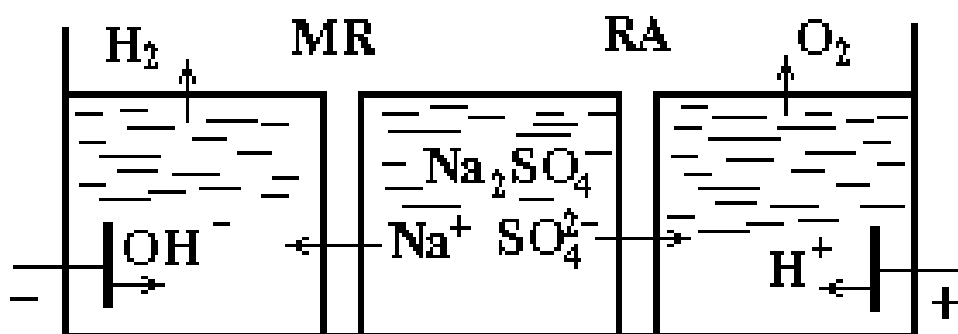 H₂ MR RA O₂
Na₂SO₄
OH⁻ Na⁺ SO₄²⁻ H⁺
− +